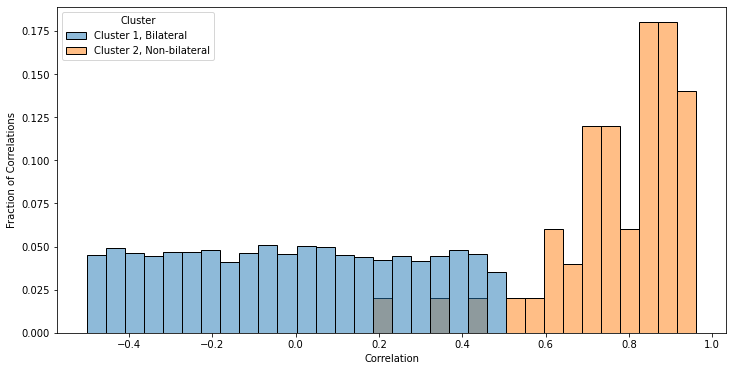 Cluster
Cluster 1, Bilateral
Cluster 2, Non-bilateral
Fraction of Correlations
0.175
0.150
0.125
0.100
0.075
0.050
0.025
0.000
−0.4 −0.2 0.0 0.2 0.4 0.6 0.8 1.0
Correlation